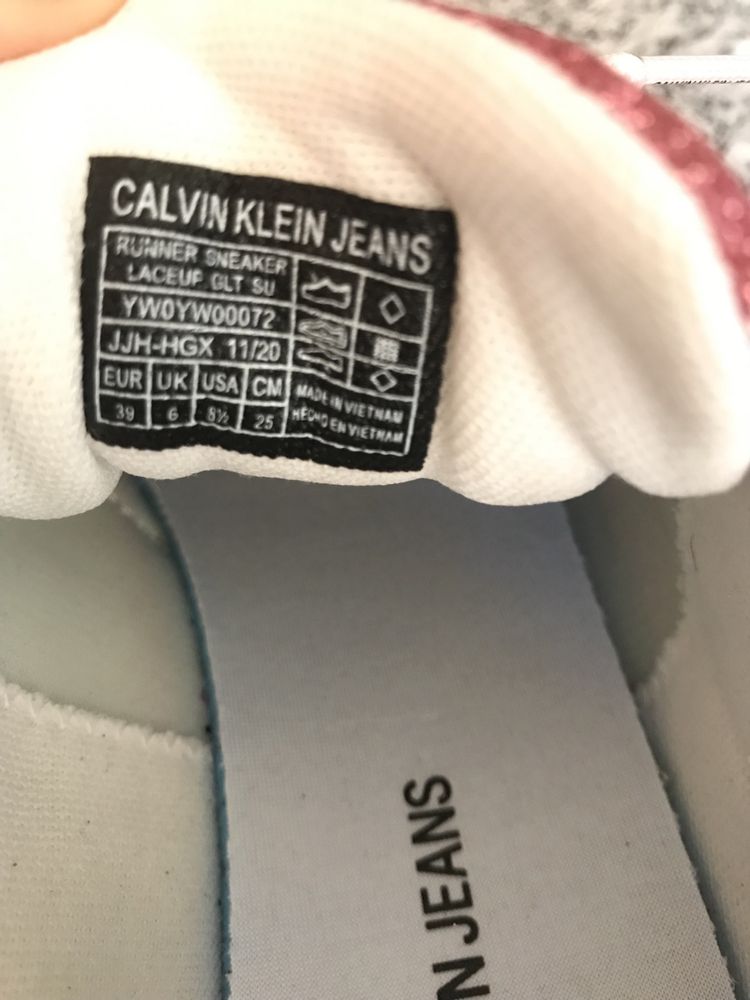 CALVIN KLEIN JEANS
RUNNER SNEAKER
LACEUP GLT SU
YW0YW00072
JJH-HGX 11/20
EUR UK USA CM
39 6 8½ 25
MADE IN VIETNAM
HECHO EN VIETNAM
N JEANS